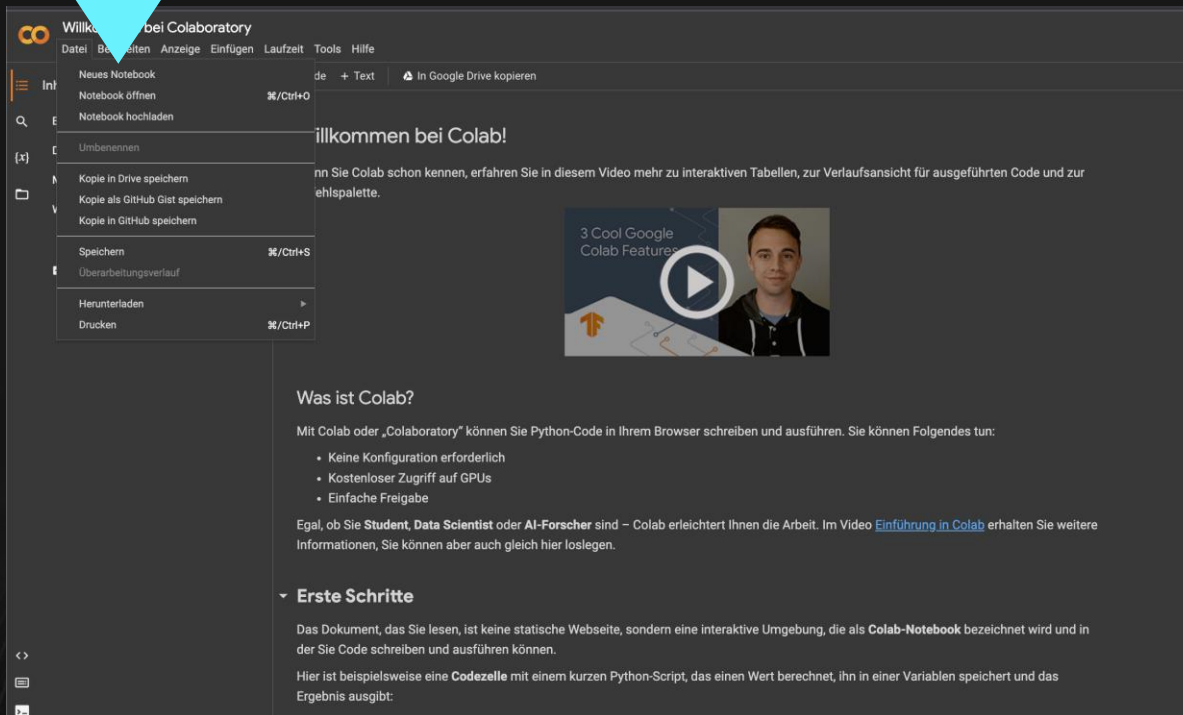 bei Colaboratory
Datei Anzeige Einfügen Laufzeit Tools Hilfe
+ Text In Google Drive kopieren
Neues Notebook
Notebook öffnen ⌘/Ctrl+O
Notebook hochladen
Umbenennen
Kopie in Drive speichern
Kopie als GitHub Gist speichern
Kopie in GitHub speichern
Speichern ⌘/Ctrl+S
Überarbeitungsverlauf
Herunterladen
Drucken ⌘/Ctrl+P
{x}
illkommen bei Colab!
nn Sie Colab schon kennen, erfahren Sie in diesem Video mehr zu interaktiven Tabellen, zur Verlaufsansicht für ausgeführten Code und zur
ehlspalette.
3 Cool Google
Colab Features
Was ist Colab?
Mit Colab oder „Colaboratory“ können Sie Python-Code in Ihrem Browser schreiben und ausführen. Sie können Folgendes tun:
• Keine Konfiguration erforderlich
• Kostenloser Zugriff auf GPUs
• Einfache Freigabe
Egal, ob Sie Student, Data Scientist oder AI-Forscher sind – Colab erleichtert Ihnen die Arbeit. Im Video Einführung in Colab erhalten Sie weitere
Informationen, Sie können aber auch gleich hier loslegen.
Erste Schritte
Das Dokument, das Sie lesen, ist keine statische Webseite, sondern eine interaktive Umgebung, die als Colab-Notebook bezeichnet wird und in
der Sie Code schreiben und ausführen können.
Hier ist beispielsweise eine Codezelle mit einem kurzen Python-Script, das einen Wert berechnet, ihn in einer Variablen speichert und das
Ergebnis ausgibt: